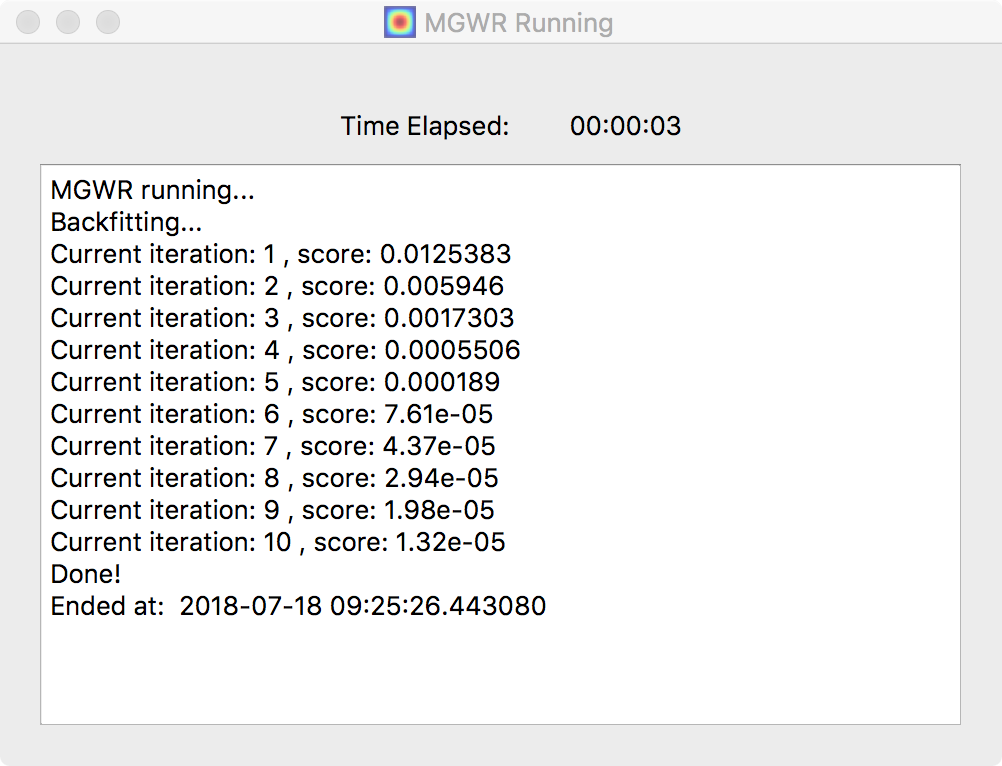 MGWR Running
Time Elapsed: 00:00:03
MGWR running...
Backfitting...
Current iteration: 1 , score: 0.0125383
Current iteration: 2 , score: 0.005946
Current iteration: 3 , score: 0.0017303
Current iteration: 4 , score: 0.0005506
Current iteration: 5 , score: 0.000189
Current iteration: 6 , score: 7.61e-05
Current iteration: 7 , score: 4.37e-05
Current iteration: 8 , score: 2.94e-05
Current iteration: 9 , score: 1.98e-05
Current iteration: 10 , score: 1.32e-05
Done!
Ended at:  2018-07-18 09:25:26.443080